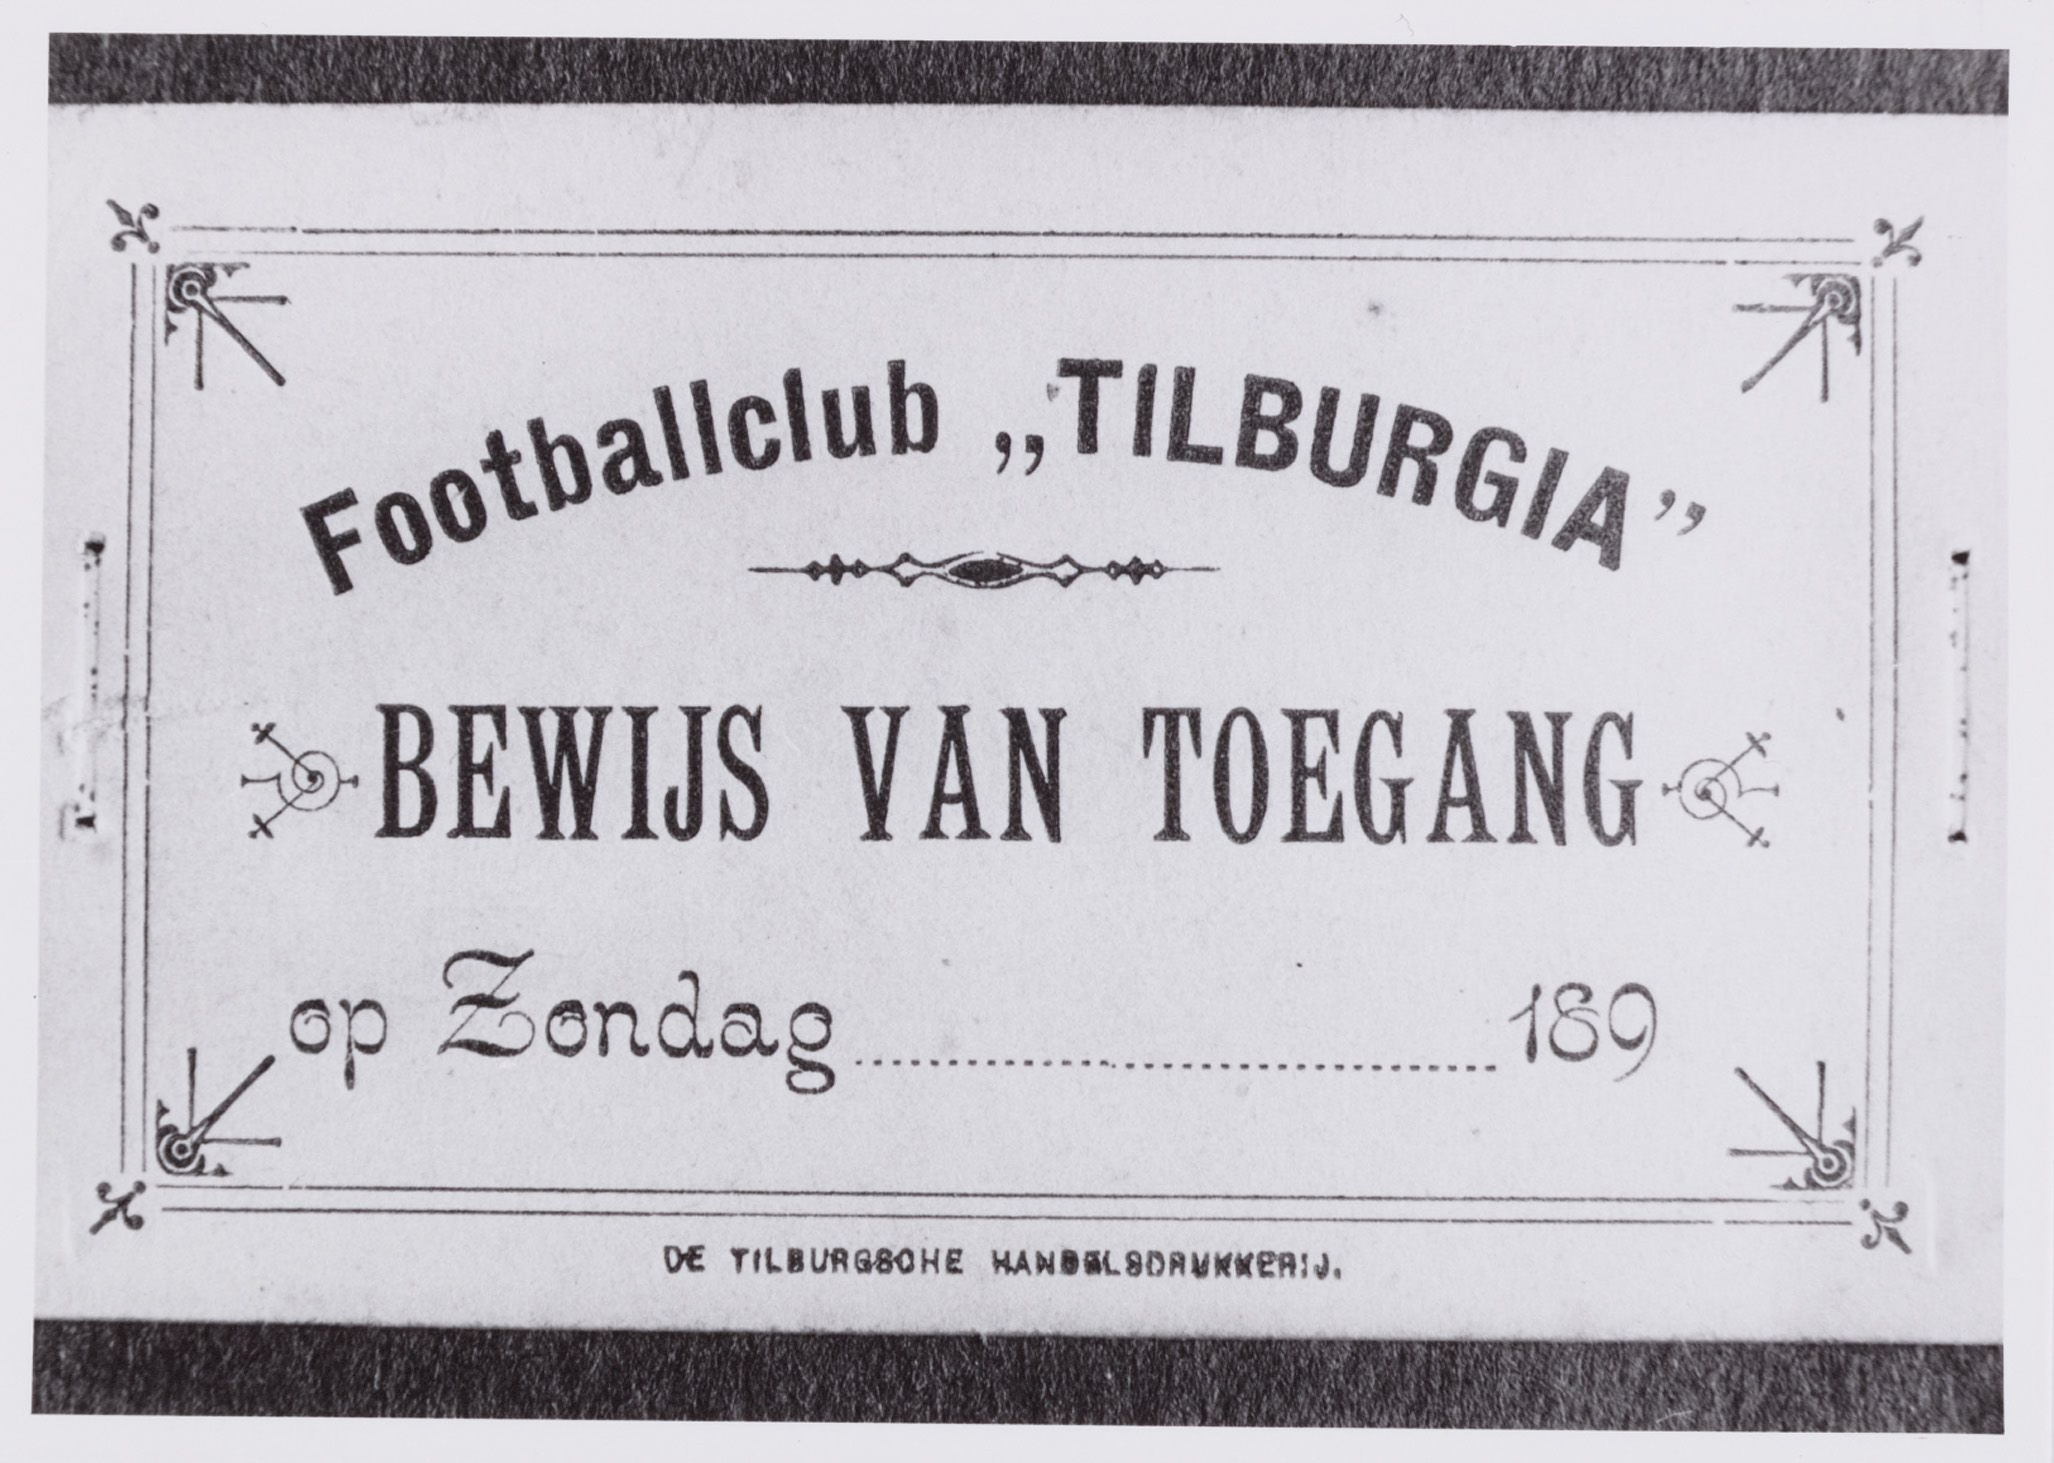 Footballclub „TILBURGIA”
BEWIJS VAN TOEGANG
op Zondag ........................ 189
DE TILBURGSCHE HANDELSDRUKKERIJ.